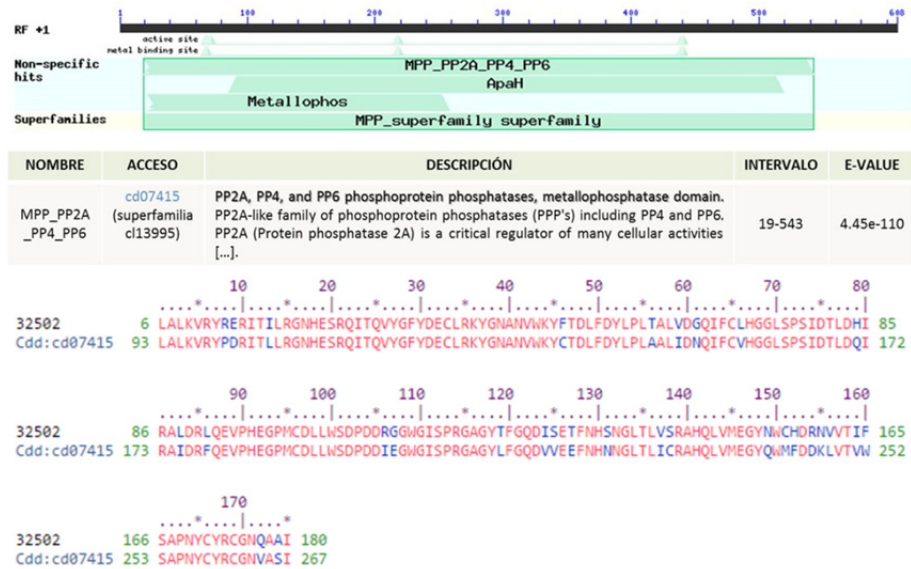 1 100 200 300 400 500 600
RF +1
active site
metal binding site
Non-specific hits
MPP_PP2A_PP4_PP6
ApaH
Metallophos
Superfamilies
MPP_superfamily superfamily
NOMBRE ACCESO DESCRIPCIÓN INTERVALO E-VALUE
MPP_PP2A_PP4_PP6
cd07415 (superfamilia cl13995)
PP2A, PP4, and PP6 phosphoprotein phosphatases, metallophosphatase domain.
PP2A-like family of phosphoprotein phosphatases (PPP's) including PP4 and PP6.
PP2A (Protein phosphatase 2A) is a critical regulator of many cellular activities
[...].
19-543
4.45e-110
10 20 30 40 50 60 70 80
....*....|....*....|....*....|....*....|....*....|....*....|....*....|....*....|
32502 6 LALKVRYRERITILRGNHESRQITQVYGFYDECLRKYGNANVWKYFTDLFDYLPLTALVDGQIFCLHGGLSPSIDTLDHI 85
Cdd:cd07415 93 LALKVRYPDRITLLRGNHESRQITQVYGFYDECLRKYGNANVWKYCTDLFDYLPLAALIDNQIFCVHGGLSPSIDTLDQI 172
90 100 110 120 130 140 150 160
....*....|....*....|....*....|....*....|....*....|....*....|....*....|....*....|
32502 86 RALDRLQEVPHEGPMCDLLWSDPDDRGGWGISPRGAGYTFGQDISETFNHSNGLTLVSRAHQLVMEGYNWCHDRNVVTIF 165
Cdd:cd07415 173 RAIDRFQEVPHEGPMCDLLWSDPDDIEGWGISPRGAGYLFGQDVVEEFNHNNGLTLICRAHQLVMEGYQWMFDDKLVTVW 252
170
....*....|....*
32502 166 SAPNYCYRCGNQAAI 180
Cdd:cd07415 253 SAPNYCYRCGNVASI 267